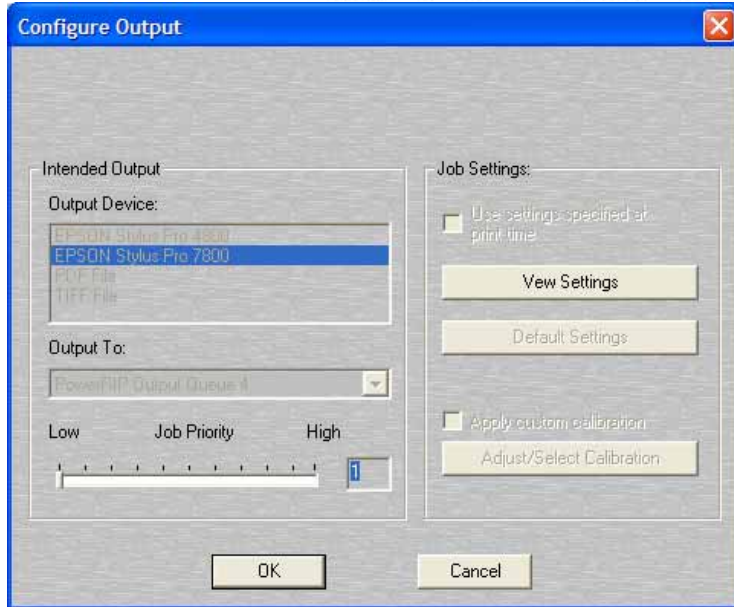 Configure Output
Intended Output
Output Device:
EPSON Stylus Pro 4800
EPSON Stylus Pro 7800
PDF File
TIFF File
Output To:
PowerRIP Output Queue 4
Low Job Priority High
1
Job Settings:
Use settings specified at
print time
Vew Settings
Default Settings
Apply custom calibration
Adjust/Select Calibration
OK
Cancel